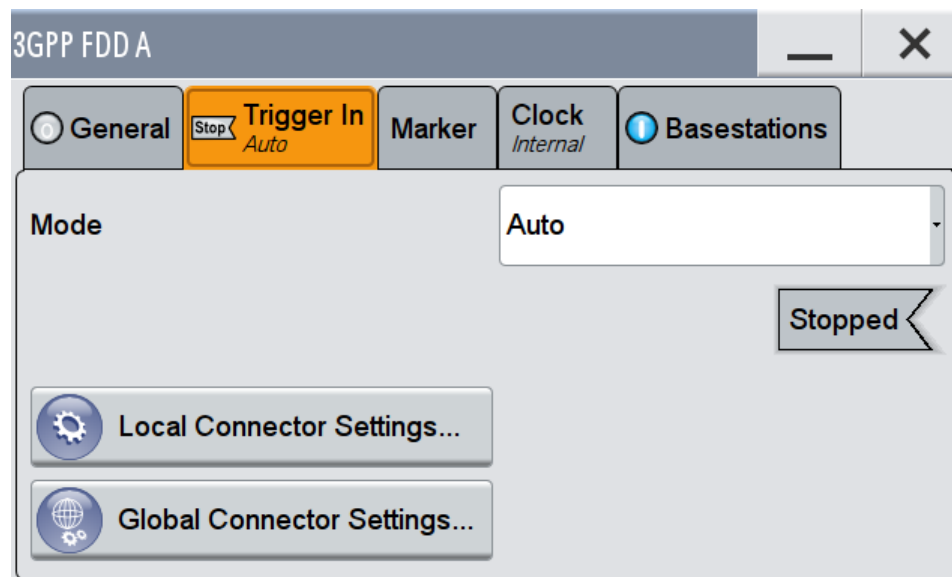 3GPP FDD A
General
Stop
Trigger In
Auto
Marker
Clock
Internal
Basestations
Mode
Auto
Stopped
Local Connector Settings...
Global Connector Settings...